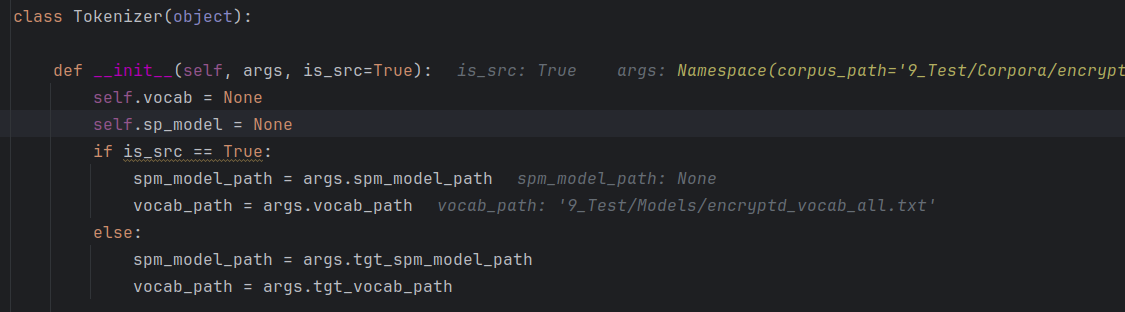 class Tokenizer(object):
def __init__(self, args, is_src=True): is_src: True args: Namespace(corpus_path='9_Test/Corpora/encrypt
self.vocab = None
self.sp_model = None
if is_src == True:
spm_model_path = args.spm_model_path spm_model_path: None
vocab_path = args.vocab_path vocab_path: '9_Test/Models/encryptd_vocab_all.txt'
else:
spm_model_path = args.tgt_spm_model_path
vocab_path = args.tgt_vocab_path